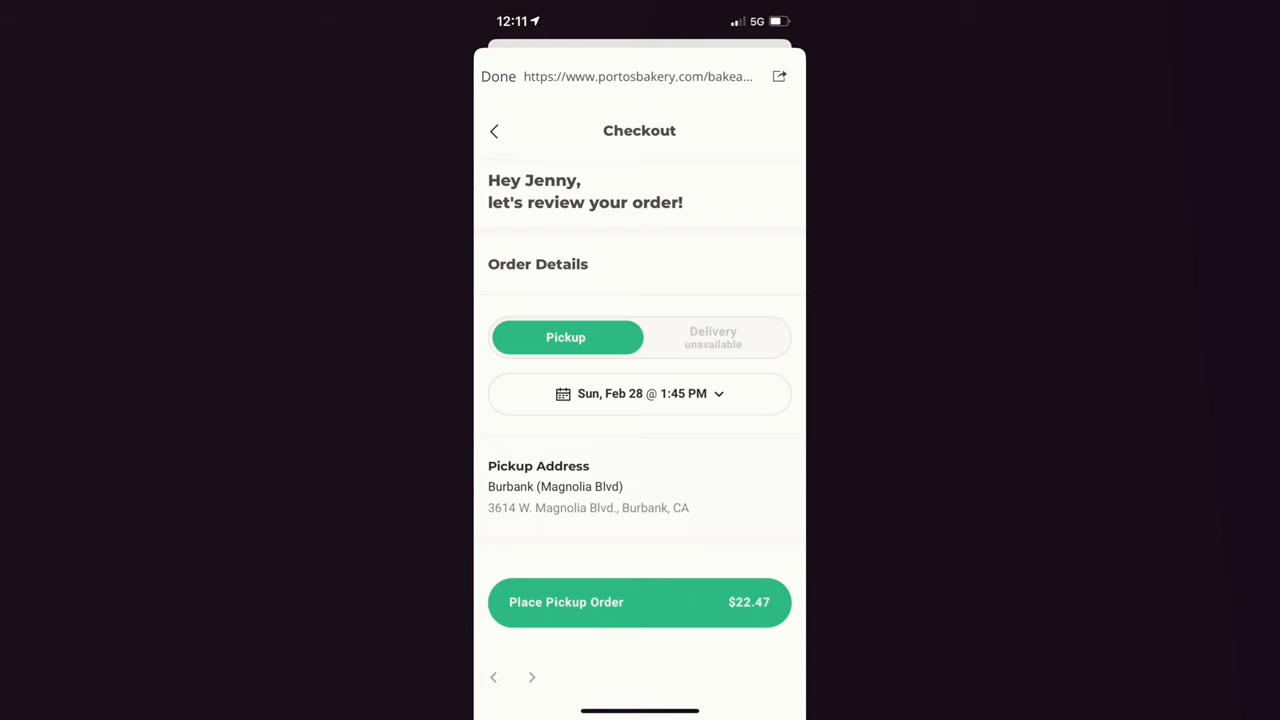 12:11
5G
Done https://www.portosbakery.com/bakea...
Checkout
Hey Jenny,
let's review your order!
Order Details
Pickup
Delivery
unavailable
Sun, Feb 28 @ 1:45 PM
Pickup Address
Burbank (Magnolia Blvd)
3614 W. Magnolia Blvd., Burbank, CA
Place Pickup Order $22.47